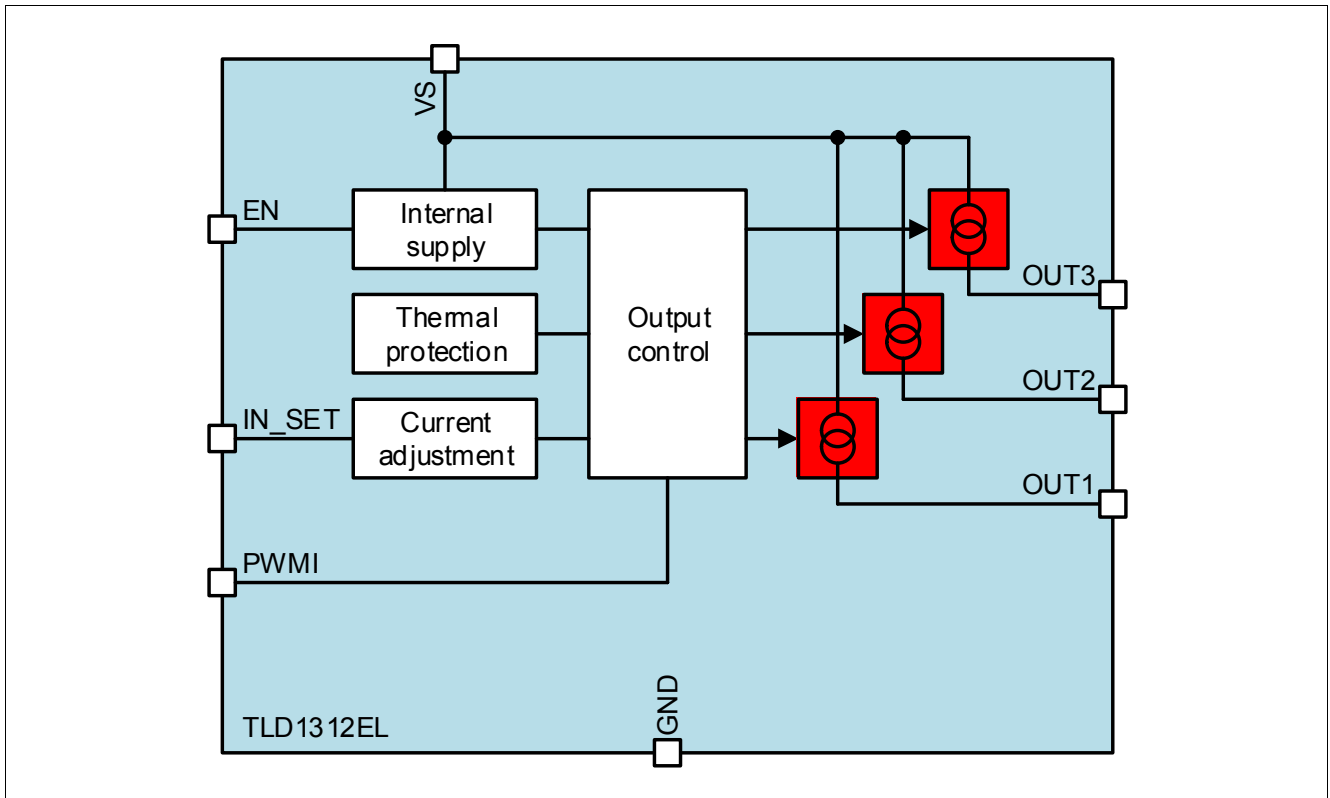 VS
EN
Internal
supply
Thermal
protection
Output
control
OUT3
OUT2
IN_SET
Current
adjustment
OUT1
PWMI
GND
TLD1312EL